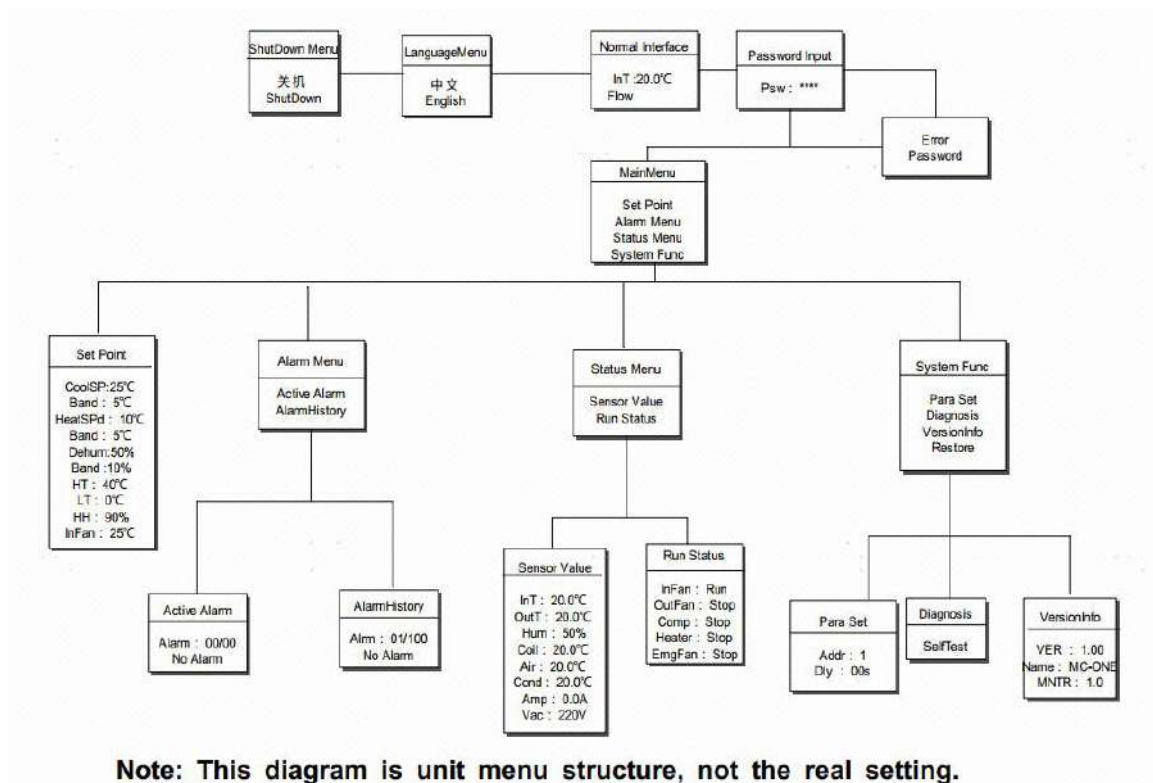 ShutDown Menu
关机
ShutDown
LanguageMenu
中文
English
Normal Interface
InT :20.0℃
Flow
Password Input
Psw : ****
Error
Password
MainMenu
Set Point
Alarm Menu
Status Menu
System Func
Set Point
CoolSP:25℃
Band : 5℃
HeatSPd : 10℃
Band : 5℃
Dehum:50%
Band :10%
HT : 40℃
LT : 0℃
HH : 90%
InFan : 25℃
Alarm Menu
Active Alarm
AlarmHistory
Status Menu
Sensor Value
Run Status
System Func
Para Set
Diagnosis
VersionInfo
Restore
Active Alarm
Alarm : 00/00
No Alarm
AlarmHistory
Alrm : 01/100
No Alarm
Sensor Value
InT : 20.0℃
OutT : 20.0℃
Hum : 50%
Coil : 20.0℃
Air : 20.0℃
Cond : 20.0℃
Amp : 0.0A
Vac : 220V
Run Status
InFan : Run
OutFan : Stop
Comp : Stop
Heater : Stop
EmgFan : Stop
Para Set
Addr : 1
Dly : 00s
Diagnosis
SelfTest
VersionInfo
VER : 1.00
Name : MC-ONE
MNTR : 1.0
Note: This diagram is unit menu structure, not the real setting.